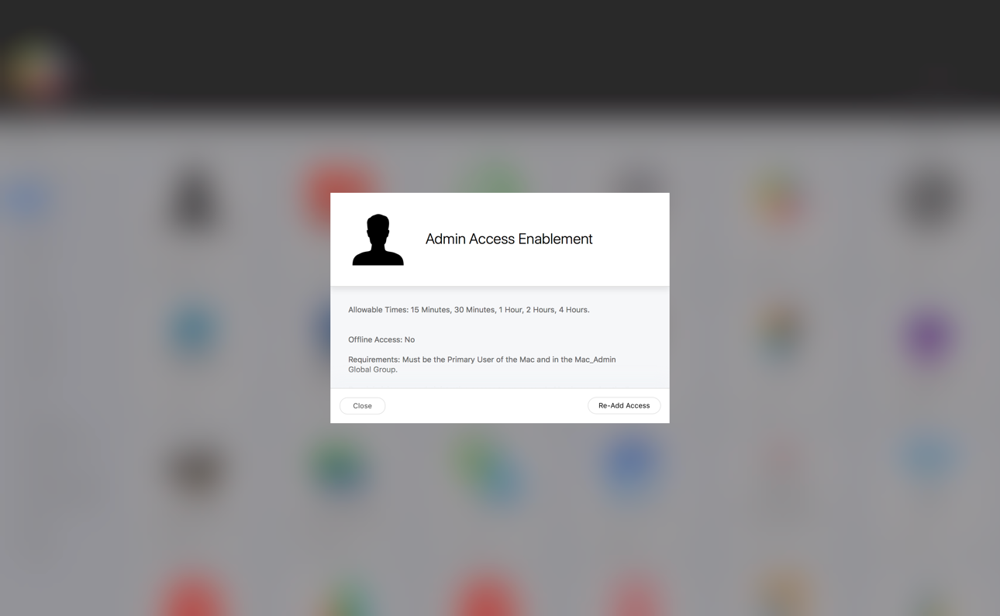 Admin Access Enablement
Allowable Times: 15 Minutes, 30 Minutes, 1 Hour, 2 Hours, 4 Hours.
Offline Access: No
Requirements: Must be the Primary User of the Mac and in the Mac_Admin
Global Group.
Close
Re-Add Access